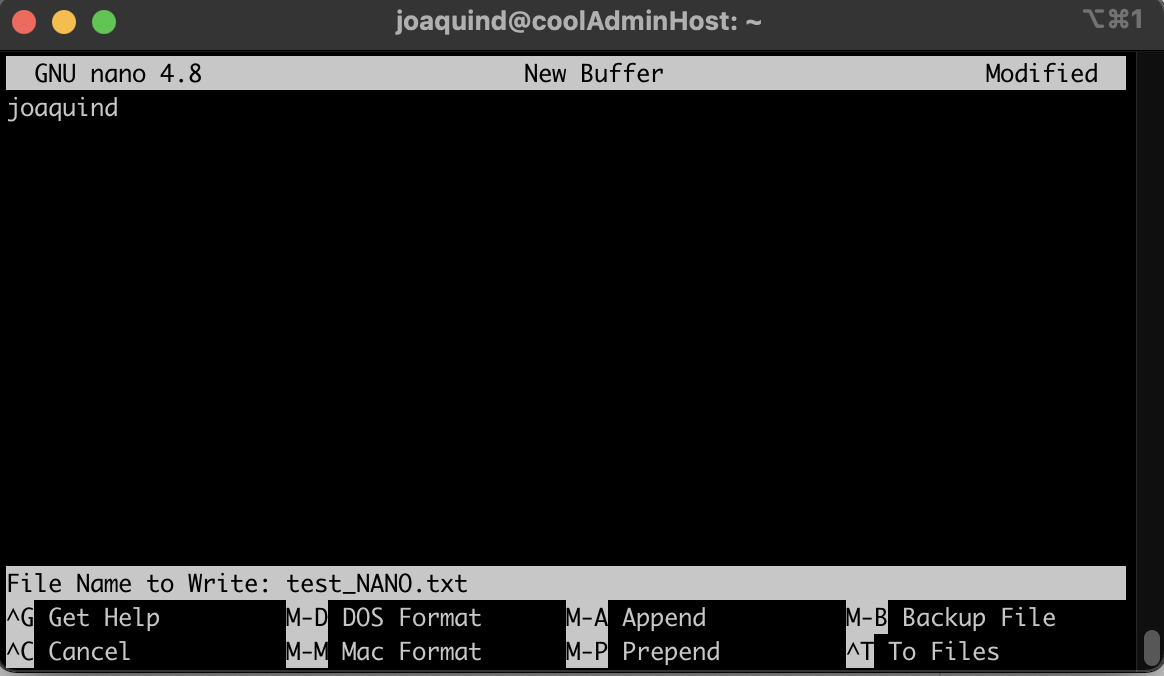 joaquind@coolAdminHost: ~ ⌥⌘1
GNU nano 4.8 New Buffer Modified
joaquind
File Name to Write: test_NANO.txt
^G Get Help M-D DOS Format M-A Append M-B Backup File
^C Cancel M-M Mac Format M-P Prepend ^T To Files